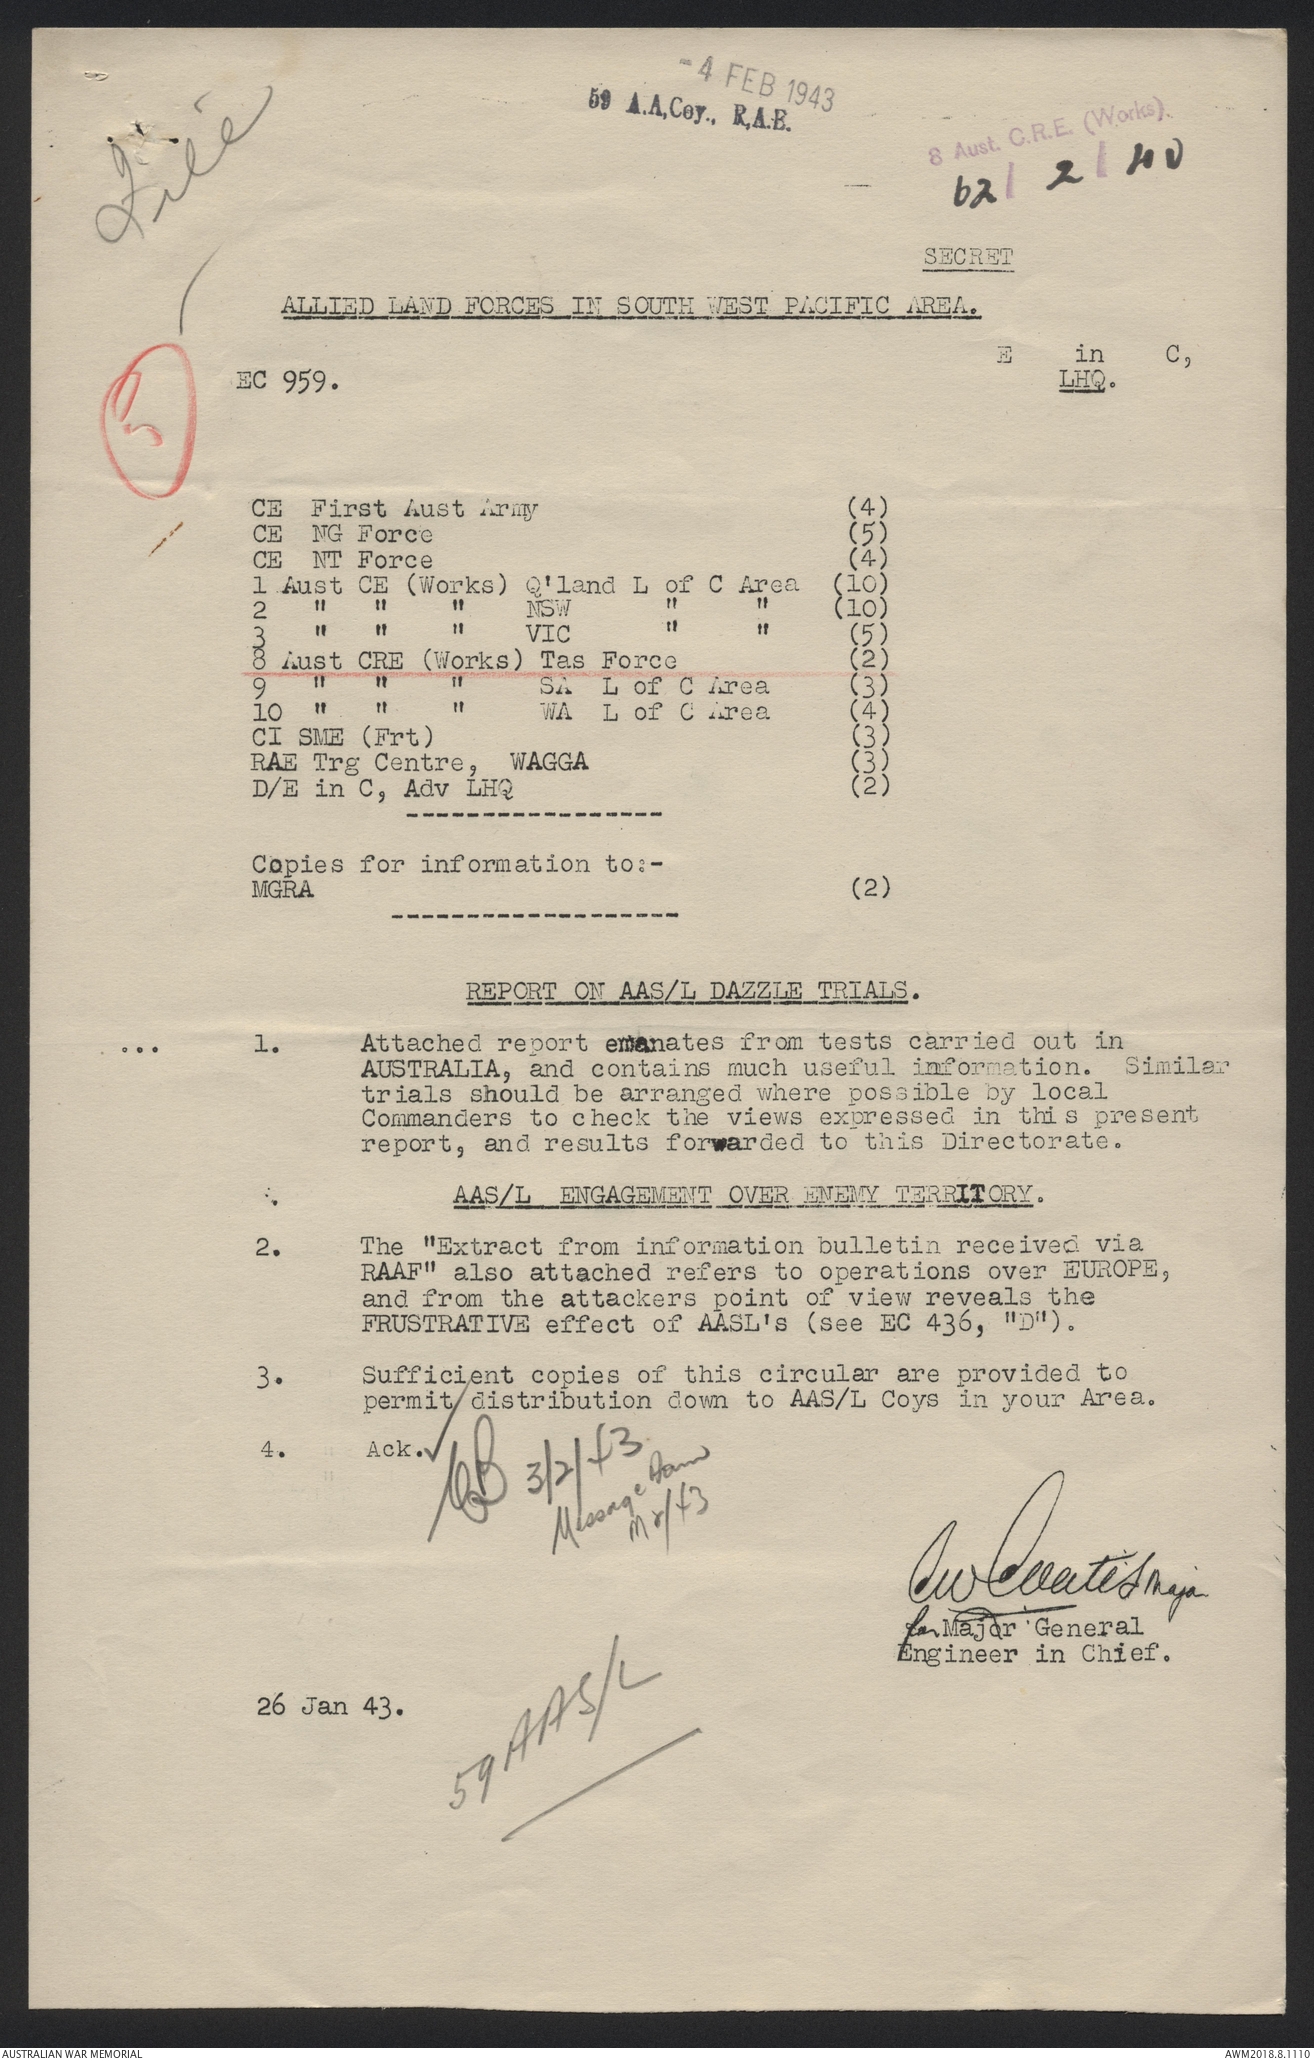 -4 FEB 1943
59 A.A,Coy., R,A.E.
8 Aust. C.R.E. (Works).
62/ 2/ 40
File
SECRET
ALLIED LAND FORCES IN SOUTH WEST PACIFIC AREA.
E in C,
LHQ.
EC 959.
5
CE First Aust Army (4)
CE NG Force (5)
CE NT Force (4)
1 Aust CE (Works) Q'land L of C Area (10)
2 " " " NSW " " (10)
3 " " " VIC " " (5)
8 Aust CRE (Works) Tas Force (2)
9 " " " SA L of C Area (3)
10 " " " WA L of C Area (4)
CI SME (Frt) (3)
RAE Trg Centre, WAGGA (3)
D/E in C, Adv LHQ (2)
-----------------
Copies for information to:-
MGRA (2)
-------------------
REPORT ON AAS/L DAZZLE TRIALS.
... 1. Attached report emanates from tests carried out in
AUSTRALIA, and contains much useful information. Similar
trials should be arranged where possible by local
Commanders to check the views expressed in this present
report, and results forwarded to this Directorate.
AAS/L ENGAGEMENT OVER ENEMY TERRITORY.
2. The "Extract from information bulletin received via
RAAF" also attached refers to operations over EUROPE,
and from the attackers point of view reveals the
FRUSTRATIVE effect of AASL's (see EC 436, "D").
3. Sufficient copies of this circular are provided to
permit distribution down to AAS/L Coys in your Area.
4. Ack.
3/2/43
Message
for Major General
Engineer in Chief.
26 Jan 43.
59 AAS/L
AUSTRALIAN WAR MEMORIAL
AWM2018.8.1110